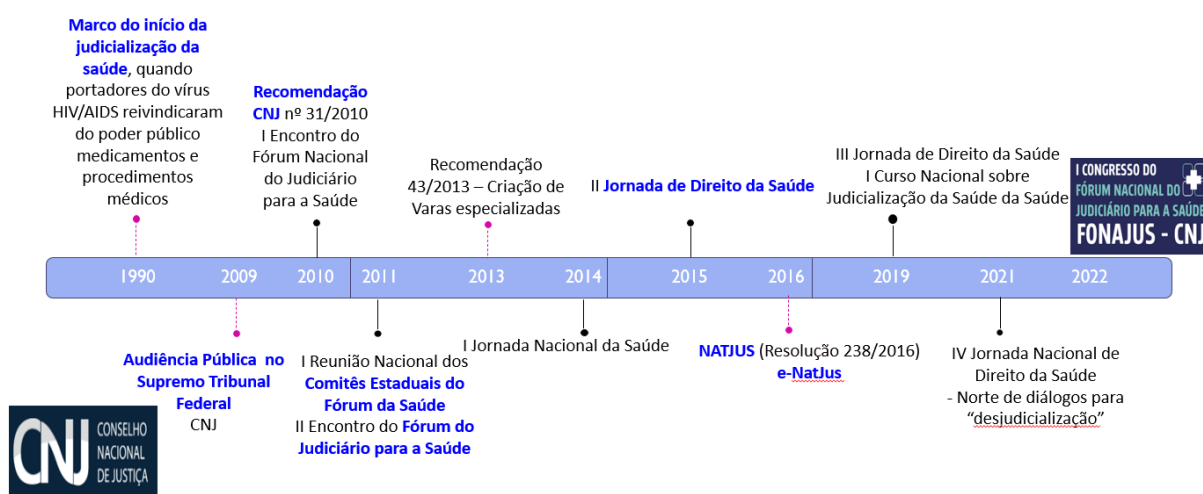 Marco do início da
judicialização da
saúde, quando
portadores do vírus
HIV/AIDS reivindicaram
do poder público
medicamentos e
procedimentos
médicos
Recomendação
CNJ nº 31/2010
I Encontro do
Fórum Nacional
do Judiciário
para a Saúde
Recomendação
43/2013 – Criação de
Varas especializadas
II Jornada de Direito da Saúde
III Jornada de Direito da Saúde
I Curso Nacional sobre
Judicialização da Saúde da Saúde
I CONGRESSO DO
FÓRUM NACIONAL DO
JUDICIÁRIO PARA A SAÚDE
FONAJUS - CNJ
1990 2009 2010 2011 2013 2014 2015 2016 2019 2021 2022
Audiência Pública no
Supremo Tribunal
Federal
CNJ
I Reunião Nacional dos
Comitês Estaduais do
Fórum da Saúde
II Encontro do Fórum do
Judiciário para a Saúde
I Jornada Nacional da Saúde
NATJUS (Resolução 238/2016)
e-NatJus
IV Jornada Nacional de
Direito da Saúde
- Norte de diálogos para
“desjudicialização”
CNJ
CONSELHO
NACIONAL
DE JUSTIÇA